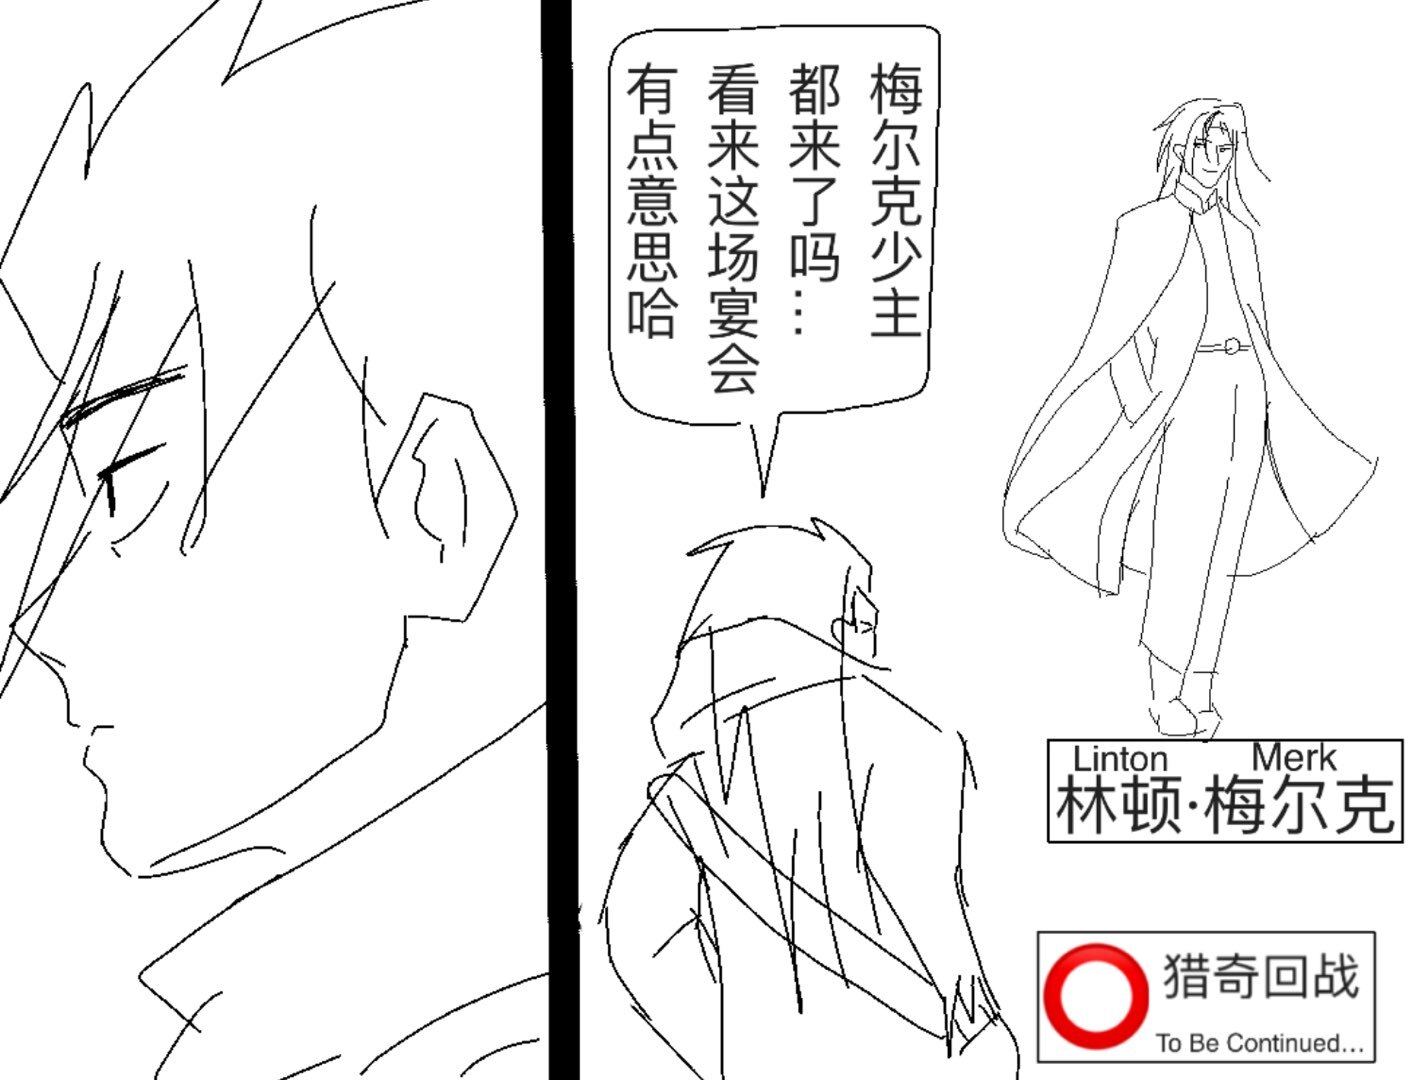 梅尔克少主
都来了吗…
看来这场宴会
有点意思哈
Linton Merk
林顿·梅尔克
猎奇回战
To Be Continued...